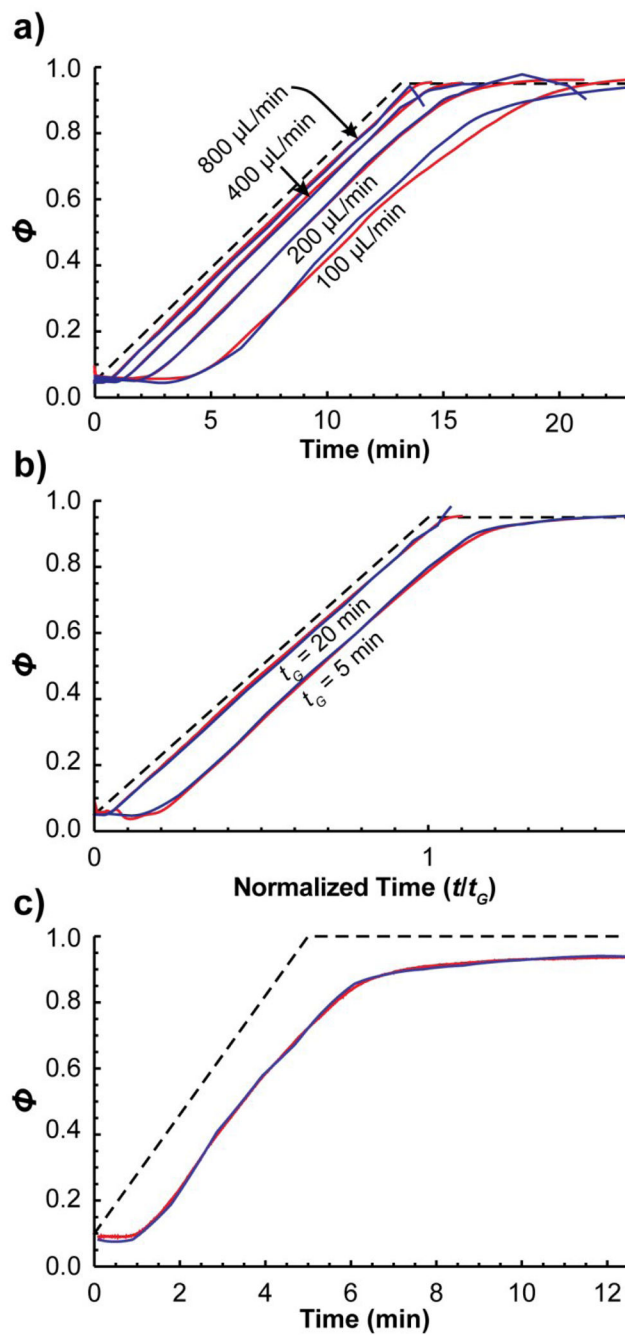 a)
1.0
0.8
0.6
0.4
0.2
0.0
Φ
800 µL/min
400 µL/min
200 µL/min
100 µL/min
0
5
10
15
20
Time (min)
b)
1.0
0.8
0.6
0.4
0.2
0.0
Φ
t_G = 20 min
t_G = 5 min
0
1
Normalized Time (t/t_G)
c)
1.0
0.8
0.6
0.4
0.2
0.0
Φ
0
2
4
6
8
10
12
Time (min)